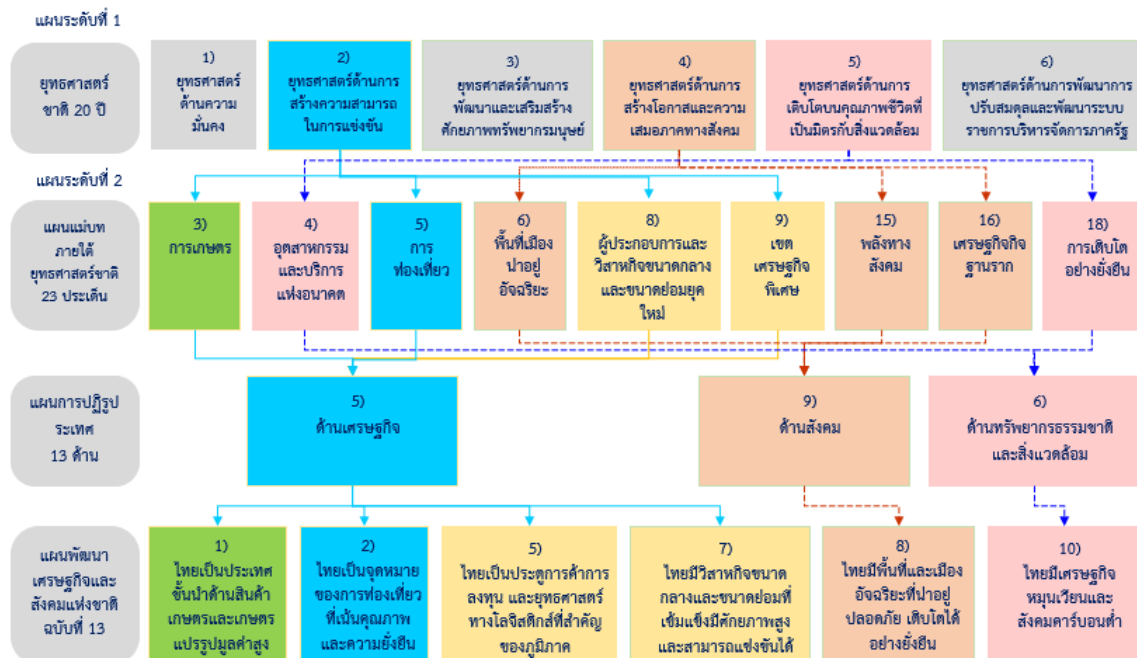 แผนระดับที่ 1
ยุทธศาสตร์
ชาติ 20 ปี
1)
ยุทธศาสตร์
ด้านความ
มั่นคง
2)
ยุทธศาสตร์ด้านการ
สร้างความสามารถ
ในการแข่งขัน
3)
ยุทธศาสตร์ด้านการ
พัฒนาและเสริมสร้าง
ศักยภาพทรัพยากรมนุษย์
4)
ยุทธศาสตร์ด้านการ
สร้างโอกาสและความ
เสมอภาคทางสังคม
5)
ยุทธศาสตร์ด้านการ
เติบโตบนคุณภาพชีวิตที่
เป็นมิตรกับสิ่งแวดล้อม
6)
ยุทธศาสตร์ด้านการพัฒนาการ
ปรับสมดุลและพัฒนาระบบ
ราชการบริหารจัดการภาครัฐ
แผนระดับที่ 2
แผนแม่บท
ภายใต้
ยุทธศาสตร์ชาติ
23 ประเด็น
3)
การเกษตร
4)
อุตสาหกรรม
และบริการ
แห่งอนาคต
5)
การ
ท่องเที่ยว
6)
พื้นที่เมือง
น่าอยู่
อัจฉริยะ
8)
ผู้ประกอบการและ
วิสาหกิจขนาดกลาง
และขนาดย่อมยุค
ใหม่
9)
เขต
เศรษฐกิจ
พิเศษ
15)
พลังทาง
สังคม
16)
เศรษฐกิจกิจ
ฐานราก
18)
การเติบโต
อย่างยั่งยืน
แผนการปฏิรูป
ระเทศ
13 ด้าน
5)
ด้านเศรษฐกิจ
9)
ด้านสังคม
6)
ด้านทรัพยากรธรรมชาติ
และสิ่งแวดล้อม
แผนพัฒนา
เศรษฐกิจและ
สังคมแห่งชาติ
ฉบับที่ 13
1)
ไทยเป็นประเทศ
ชั้นนำด้านสินค้า
เกษตรและเกษตร
แปรรูปมูลค่าสูง
2)
ไทยเป็นจุดหมาย
ของการท่องเที่ยว
ที่เน้นคุณภาพ
และความยั่งยืน
5)
ไทยเป็นประตูการค้าการ
ลงทุน และยุทธศาสตร์
ทางโลจิสติกส์ที่สำคัญ
ของภูมิภาค
7)
ไทยมีวิสาหกิจขนาด
กลางและขนาดย่อมที่
เข้มแข็งมีศักยภาพสูง
และสามารถแข่งขันได้
8)
ไทยมีพื้นที่และเมือง
อัจฉริยะที่น่าอยู่
ปลอดภัย เติบโตได้
อย่างยั่งยืน
10)
ไทยมีเศรษฐกิจ
หมุนเวียนและ
สังคมคาร์บอนต่ำ